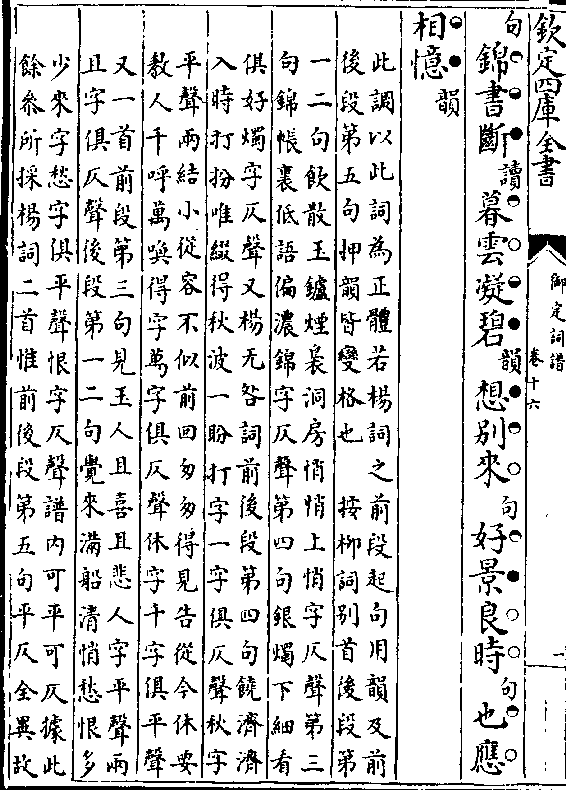 欽定四庫全書
御定詞譜
卷十六
句錦書斷讀暮雲凝碧韻想別來句好景良時句也應
相憶韻
此調以此詞為正體若楊詞之前段起句用韻及前
後段第五句押韻皆變格也　按柳詞別首後段第
一二句飲散玉鑪煙裊洞房悄悄上悄字仄聲第三
句錦帳裏低語偏濃錦字仄聲第四句銀燭下細看
俱好燭字仄聲又楊无咎詞前後段第四句饒濟濟
入時打扮唯綴得秋波一盼打字一字俱仄聲秋字
平聲兩結小從容不似前回匆匆得見告從今休要
教人千呼萬喚得字萬字俱仄聲休字千字俱平聲
又一首前段第三句見玉人且喜且悲人字平聲兩
且字俱仄聲後段第一二句覺來滿船清悄愁恨多
少來字愁字俱平聲恨字仄聲譜內可平可仄據此
餘參所採楊詞二首惟前後段第五句平仄全異故